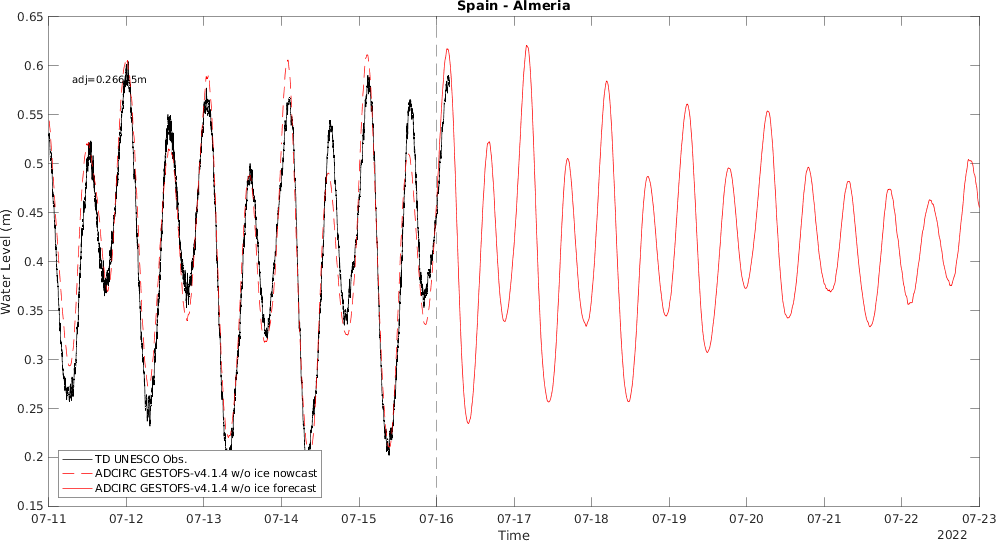 Spain - Almeria
0.65
0.6
0.55
0.5
0.45
0.4
0.35
0.3
0.25
0.2
0.15
Water Level (m)
TD UNESCO Obs.
ADCIRC GESTOFS-v4.1.4 w/o ice nowcast
ADCIRC GESTOFS-v4.1.4 w/o ice forecast
07-11 07-12 07-13 07-14 07-15 07-16 07-17 07-18 07-19 07-20 07-21 07-22 07-23
Time
2022